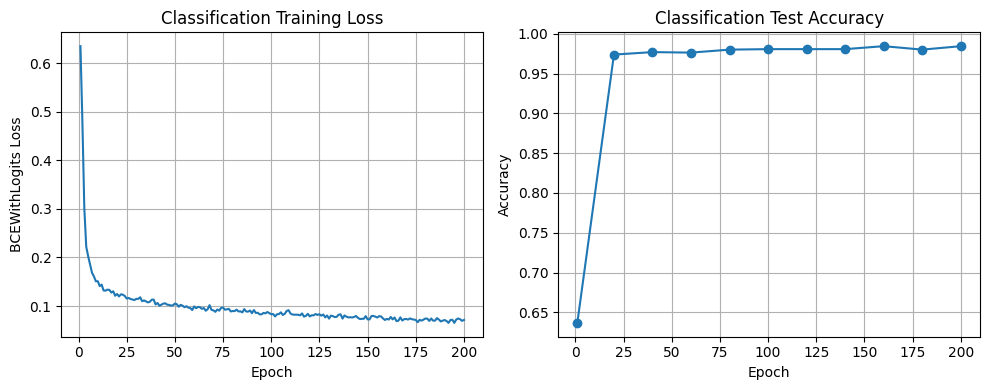 Classification Training Loss
BCEWithLogits Loss
0.6
0.5
0.4
0.3
0.2
0.1
0 25 50 75 100 125 150 175 200
Epoch
Classification Test Accuracy
Accuracy
1.00
0.95
0.90
0.85
0.80
0.75
0.70
0.65
0 25 50 75 100 125 150 175 200
Epoch